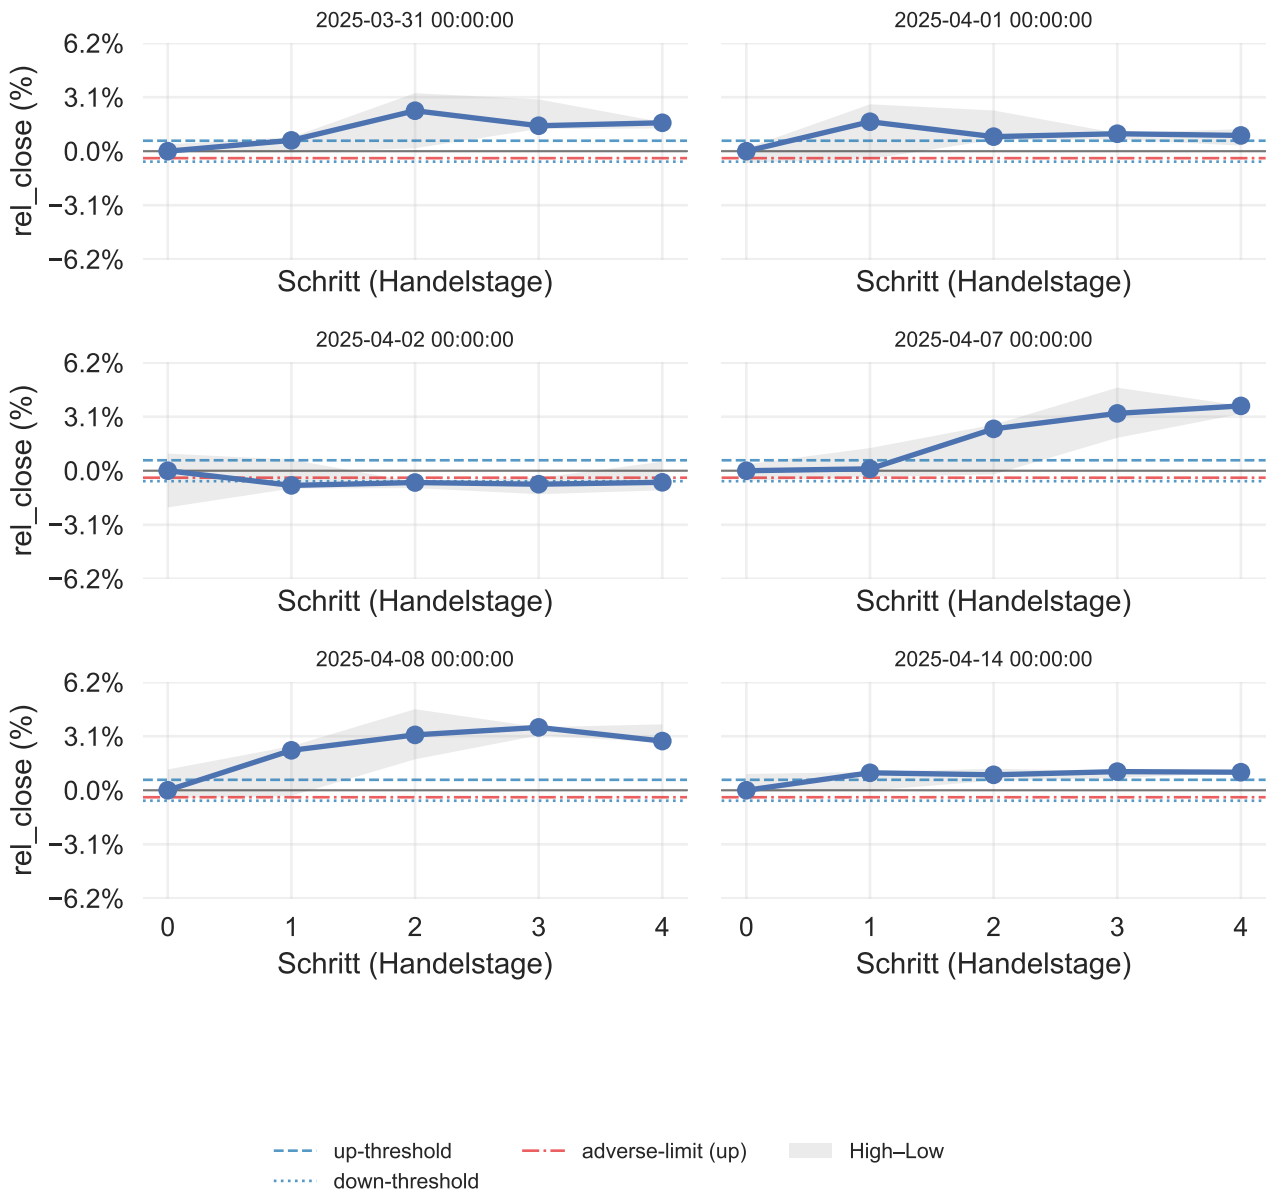 2025-03-31 00:00:00
2025-04-01 00:00:00
rel_close (%)
6.2%
3.1%
0.0%
−3.1%
−6.2%
Schritt (Handelstage)
Schritt (Handelstage)
2025-04-02 00:00:00
2025-04-07 00:00:00
rel_close (%)
6.2%
3.1%
0.0%
−3.1%
−6.2%
Schritt (Handelstage)
Schritt (Handelstage)
2025-04-08 00:00:00
2025-04-14 00:00:00
rel_close (%)
6.2%
3.1%
0.0%
−3.1%
−6.2%
0 1 2 3 4
0 1 2 3 4
Schritt (Handelstage)
Schritt (Handelstage)
up-threshold
down-threshold
adverse-limit (up)
High–Low